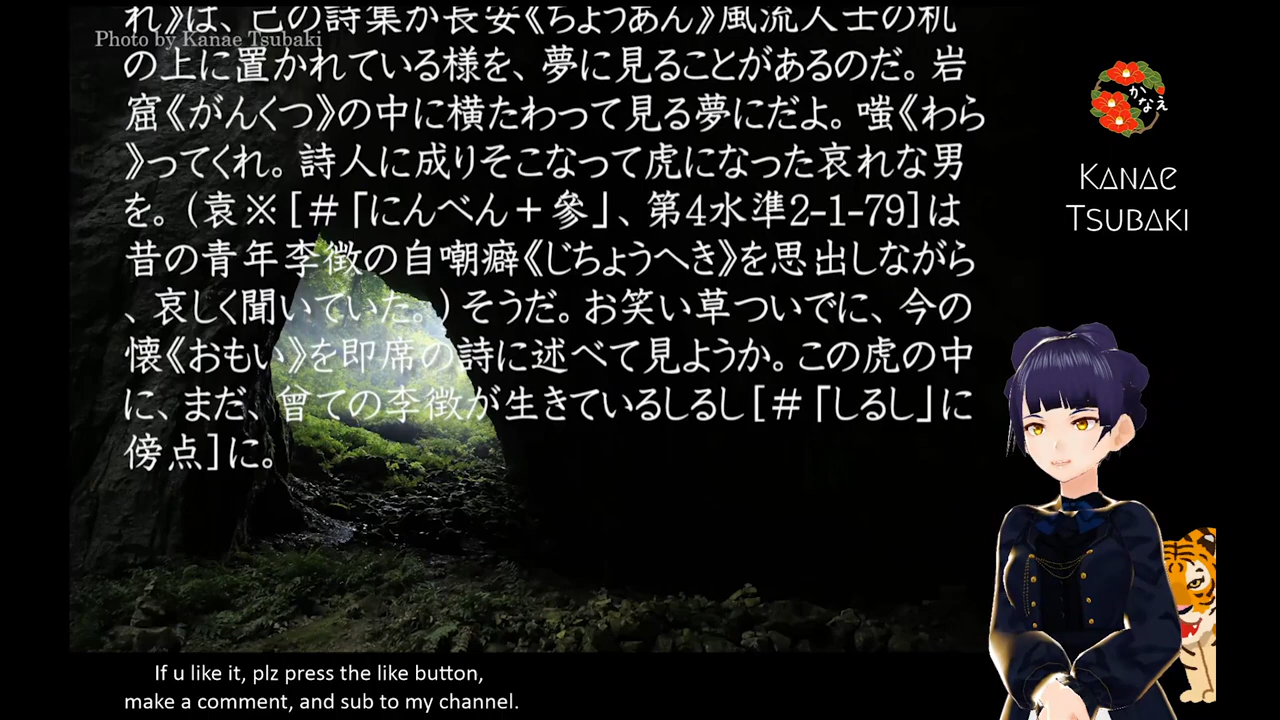 れ》は、己の詩集が長安《ちょうあん》風流人士の机
Photo by Kanae Tsubaki
の上に置かれている様を、夢に見ることがあるのだ。岩
窟《がんくつ》の中に横たわって見る夢にだよ。嗤《わら
》ってくれ。詩人に成りそこなって虎になった哀れな男
を。(袁※[#「にんべん+參」、第4水準2-1-79]は
昔の青年李徴の自嘲癖《じちょうへき》を思出しながら
、哀しく聞いていた。)そうだ。お笑い草ついでに、今の
懐《おもい》を即席の詩に述べて見ようか。この虎の中
に、まだ、曾ての李徴が生きているしるし[#「しるし」に
傍点]に。
かなえ
KANAE
TSUBAKI
If u like it, plz press the like button,
make a comment, and sub to my channel.